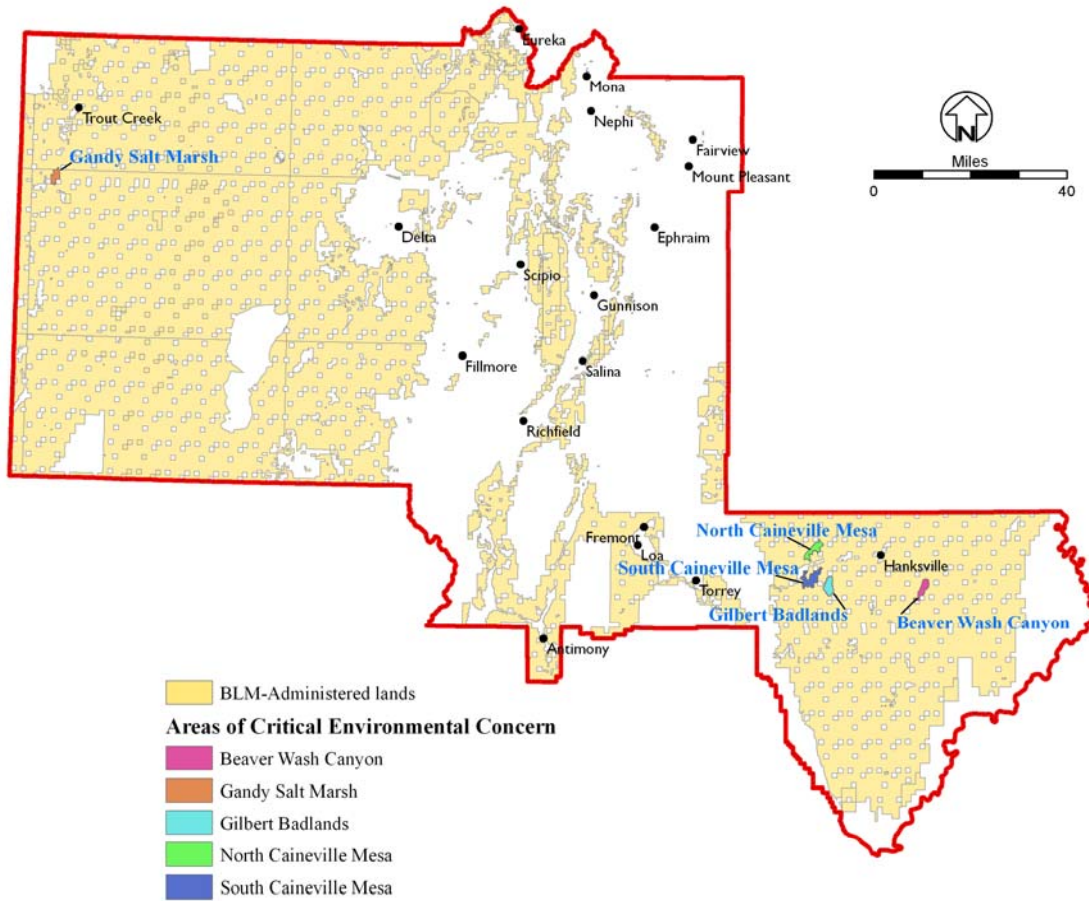 Eureka
Mona
Trout Creek
Nephi
N
Gandy Salt Marsh
Fairview
Miles
Mount Pleasant
0
40
Delta
Ephraim
Scipio
Gunnison
Fillmore
Salina
Richfield
North Caineville Mesa
Fremont
Loa
Hanksville
South Caineville Mesa
Torrey
Gilbert Badlands
Beaver Wash Canyon
Antimony
BLM-Administered lands
Areas of Critical Environmental Concern
Beaver Wash Canyon
Gandy Salt Marsh
Gilbert Badlands
North Caineville Mesa
South Caineville Mesa